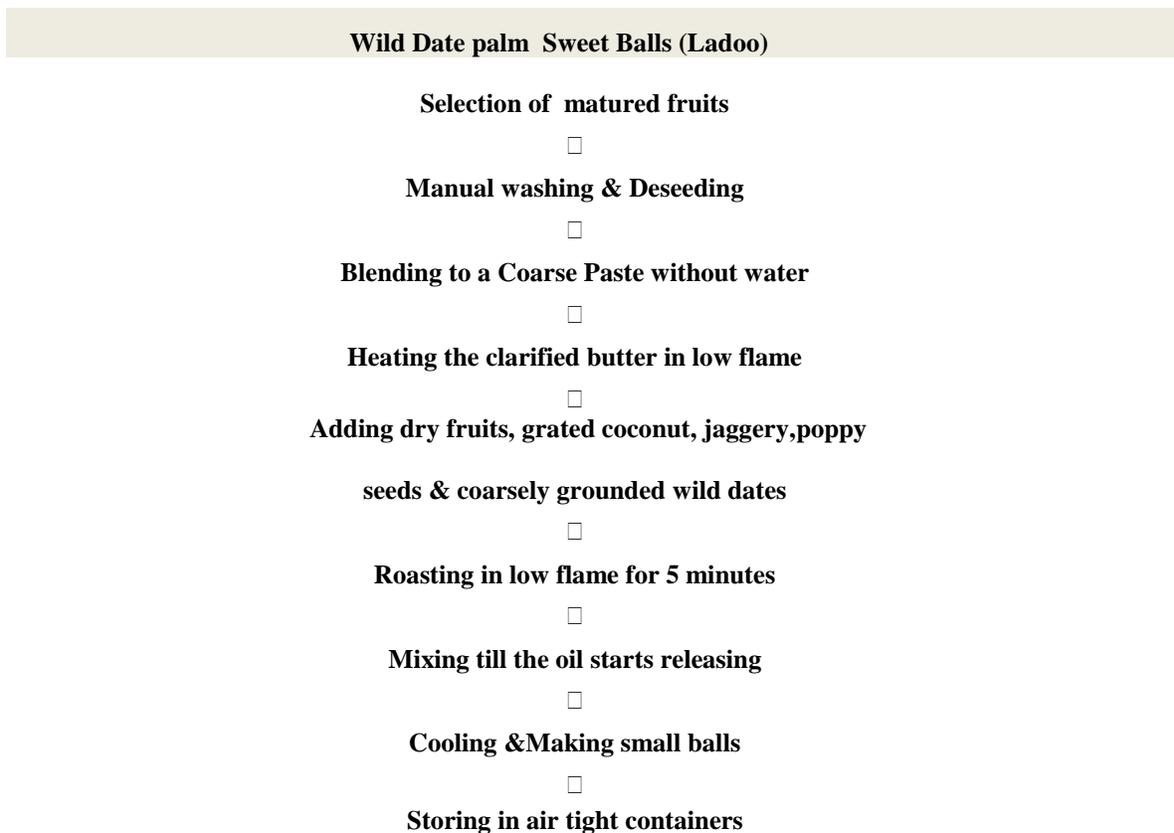 Wild Date palm  Sweet Balls (Ladoo)
Selection of  matured fruits
Manual washing & Deseeding
Blending to a Coarse Paste without water
Heating the clarified butter in low flame
Adding dry fruits, grated coconut, jaggery,poppy
seeds & coarsely grounded wild dates
Roasting in low flame for 5 minutes
Mixing till the oil starts releasing
Cooling &Making small balls
Storing in air tight containers